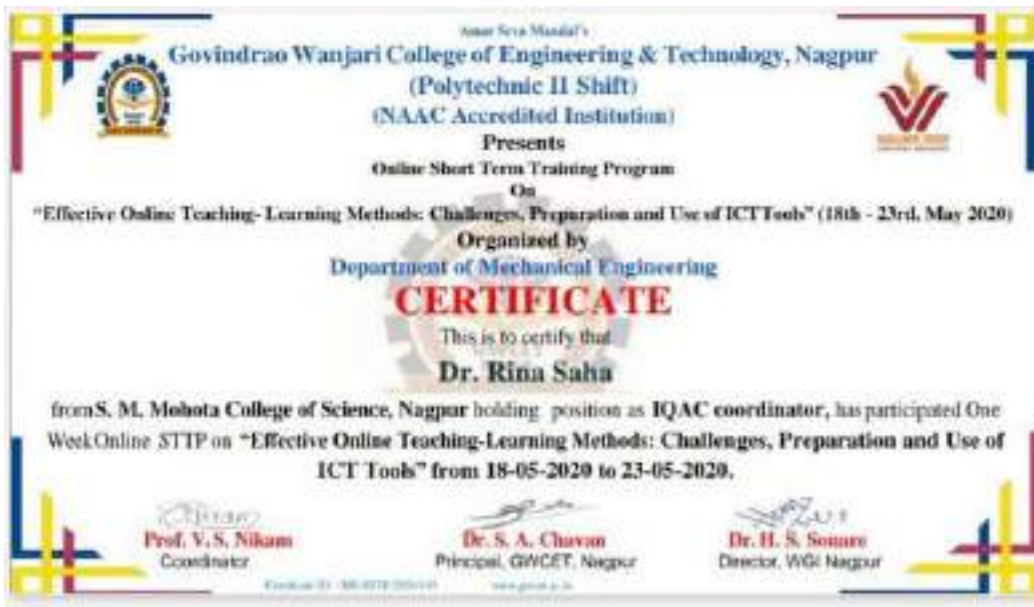 Amar Seva Mandal's
Govindrao Wanjari College of Engineering & Technology, Nagpur
(Polytechnic II Shift)
(NAAC Accredited Institution)
Presents
Online Short Term Training Program
On
"Effective Online Teaching- Learning Methods: Challenges, Preparation and Use of ICT Tools" (18th - 23rd, May 2020)
Organized by
Department of Mechanical Engineering
CERTIFICATE
This is to certify that
Dr. Rina Saha
from S. M. Mohota College of Science, Nagpur holding position as IQAC coordinator, has participated One
Week Online STTP on "Effective Online Teaching-Learning Methods: Challenges, Preparation and Use of
ICT Tools" from 18-05-2020 to 23-05-2020.
Prof. V. S. Nikam
Coordinator
Dr. S. A. Chavan
Principal, GWCET, Nagpur
Dr. H. S. Sonare
Director, WGI Nagpur